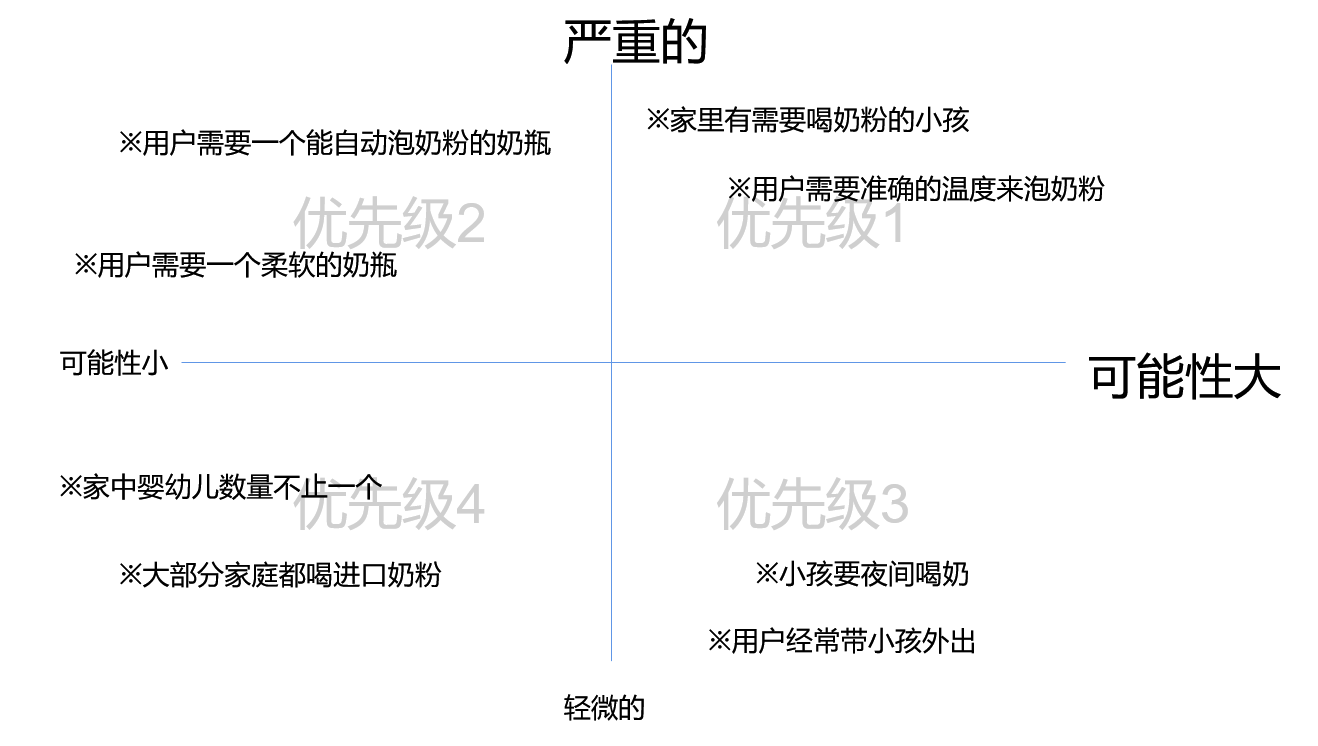 严重的
※家里有需要喝奶粉的小孩
※用户需要一个能自动泡奶粉的奶瓶
※用户需要准确的温度来泡奶粉
优先级2
优先级1
※用户需要一个柔软的奶瓶
可能性小
可能性大
※家中婴幼儿数量不止一个
优先级4
优先级3
※大部分家庭都喝进口奶粉
※小孩要夜间喝奶
※用户经常带小孩外出
轻微的